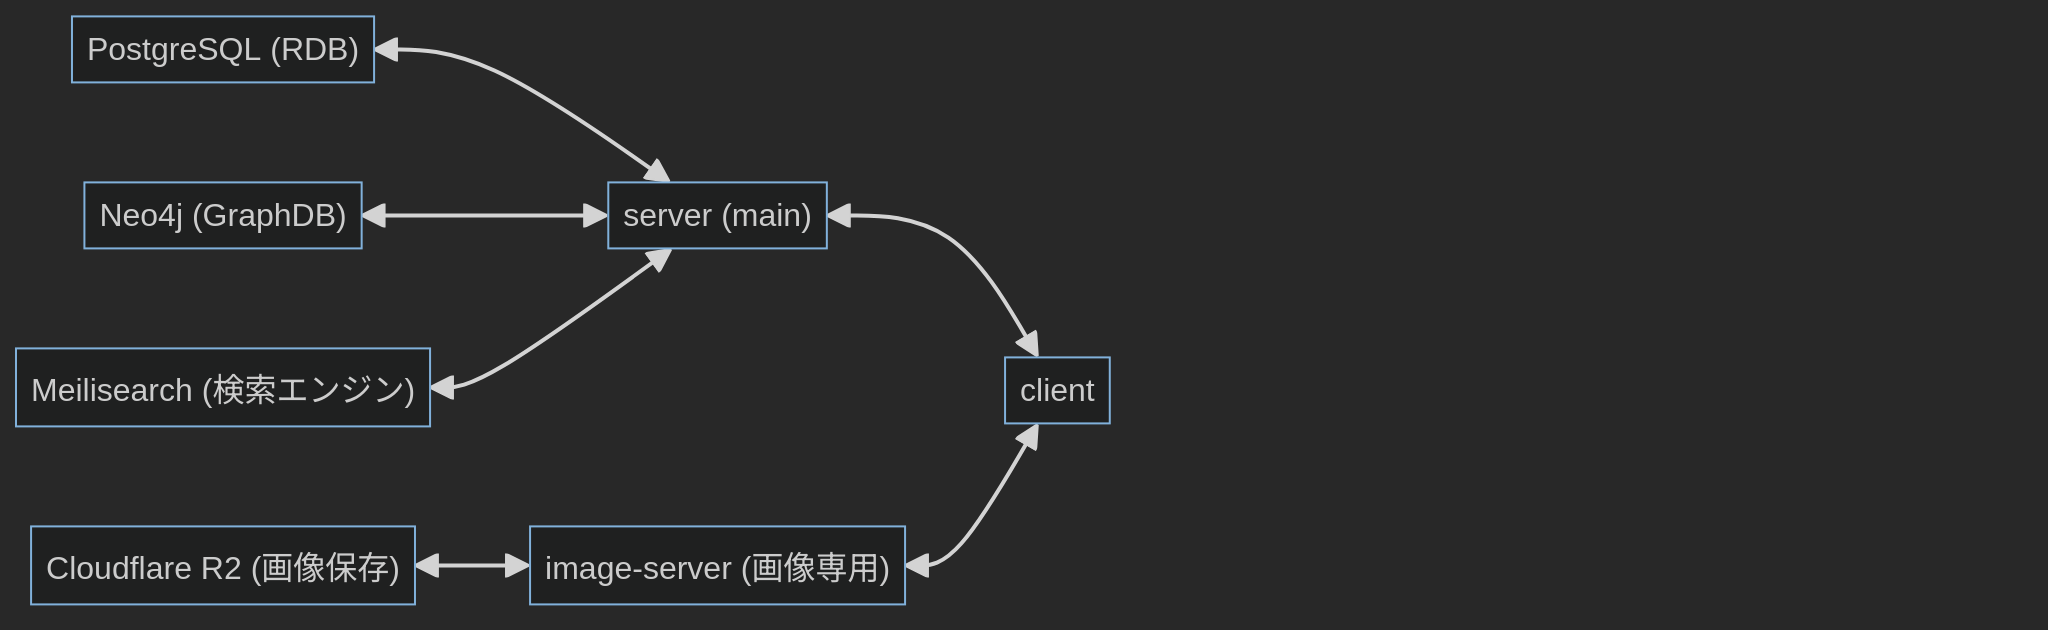 PostgreSQL (RDB)
Neo4j (GraphDB)
server (main)
Meilisearch (検索エンジン)
client
Cloudflare R2 (画像保存)
image-server (画像専用)